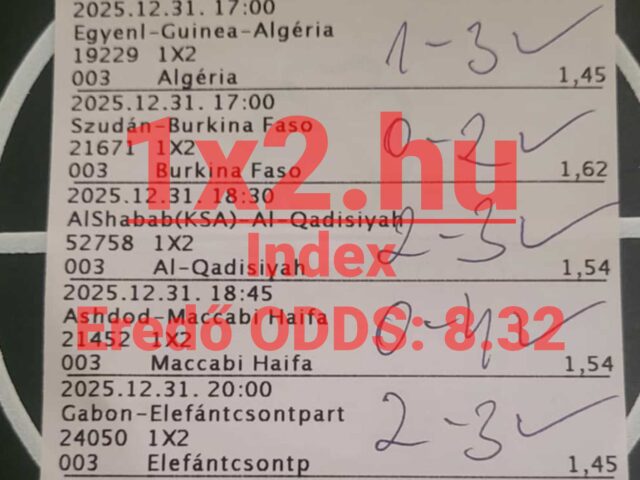 2025.12.31. 17:00
Egyenl-Guinea-Algéria
1-3 ✓
19229 1X2
003 Algéria 1,45
2025.12.31. 17:00
Szudán-Burkina Faso
0-2 ✓
21671 1X2
003 Burkina Faso 1,62
1x2.hu
2025.12.31. 18:30
AlShabab(KSA)-Al-Qadisiyah
2-3 ✓
52758 1X2
Index
003 Al-Qadisiyah 1,54
2025.12.31. 18:45
Ashdod-Maccabi Haifa
Eredő ODDS: 8.32
0-4 ✓
21452 1X2
003 Maccabi Haifa 1,54
2025.12.31. 20:00
Gabon-Elefántcsontpart
2-3 ✓
24050 1X2
003 Elefántcsontp 1,45